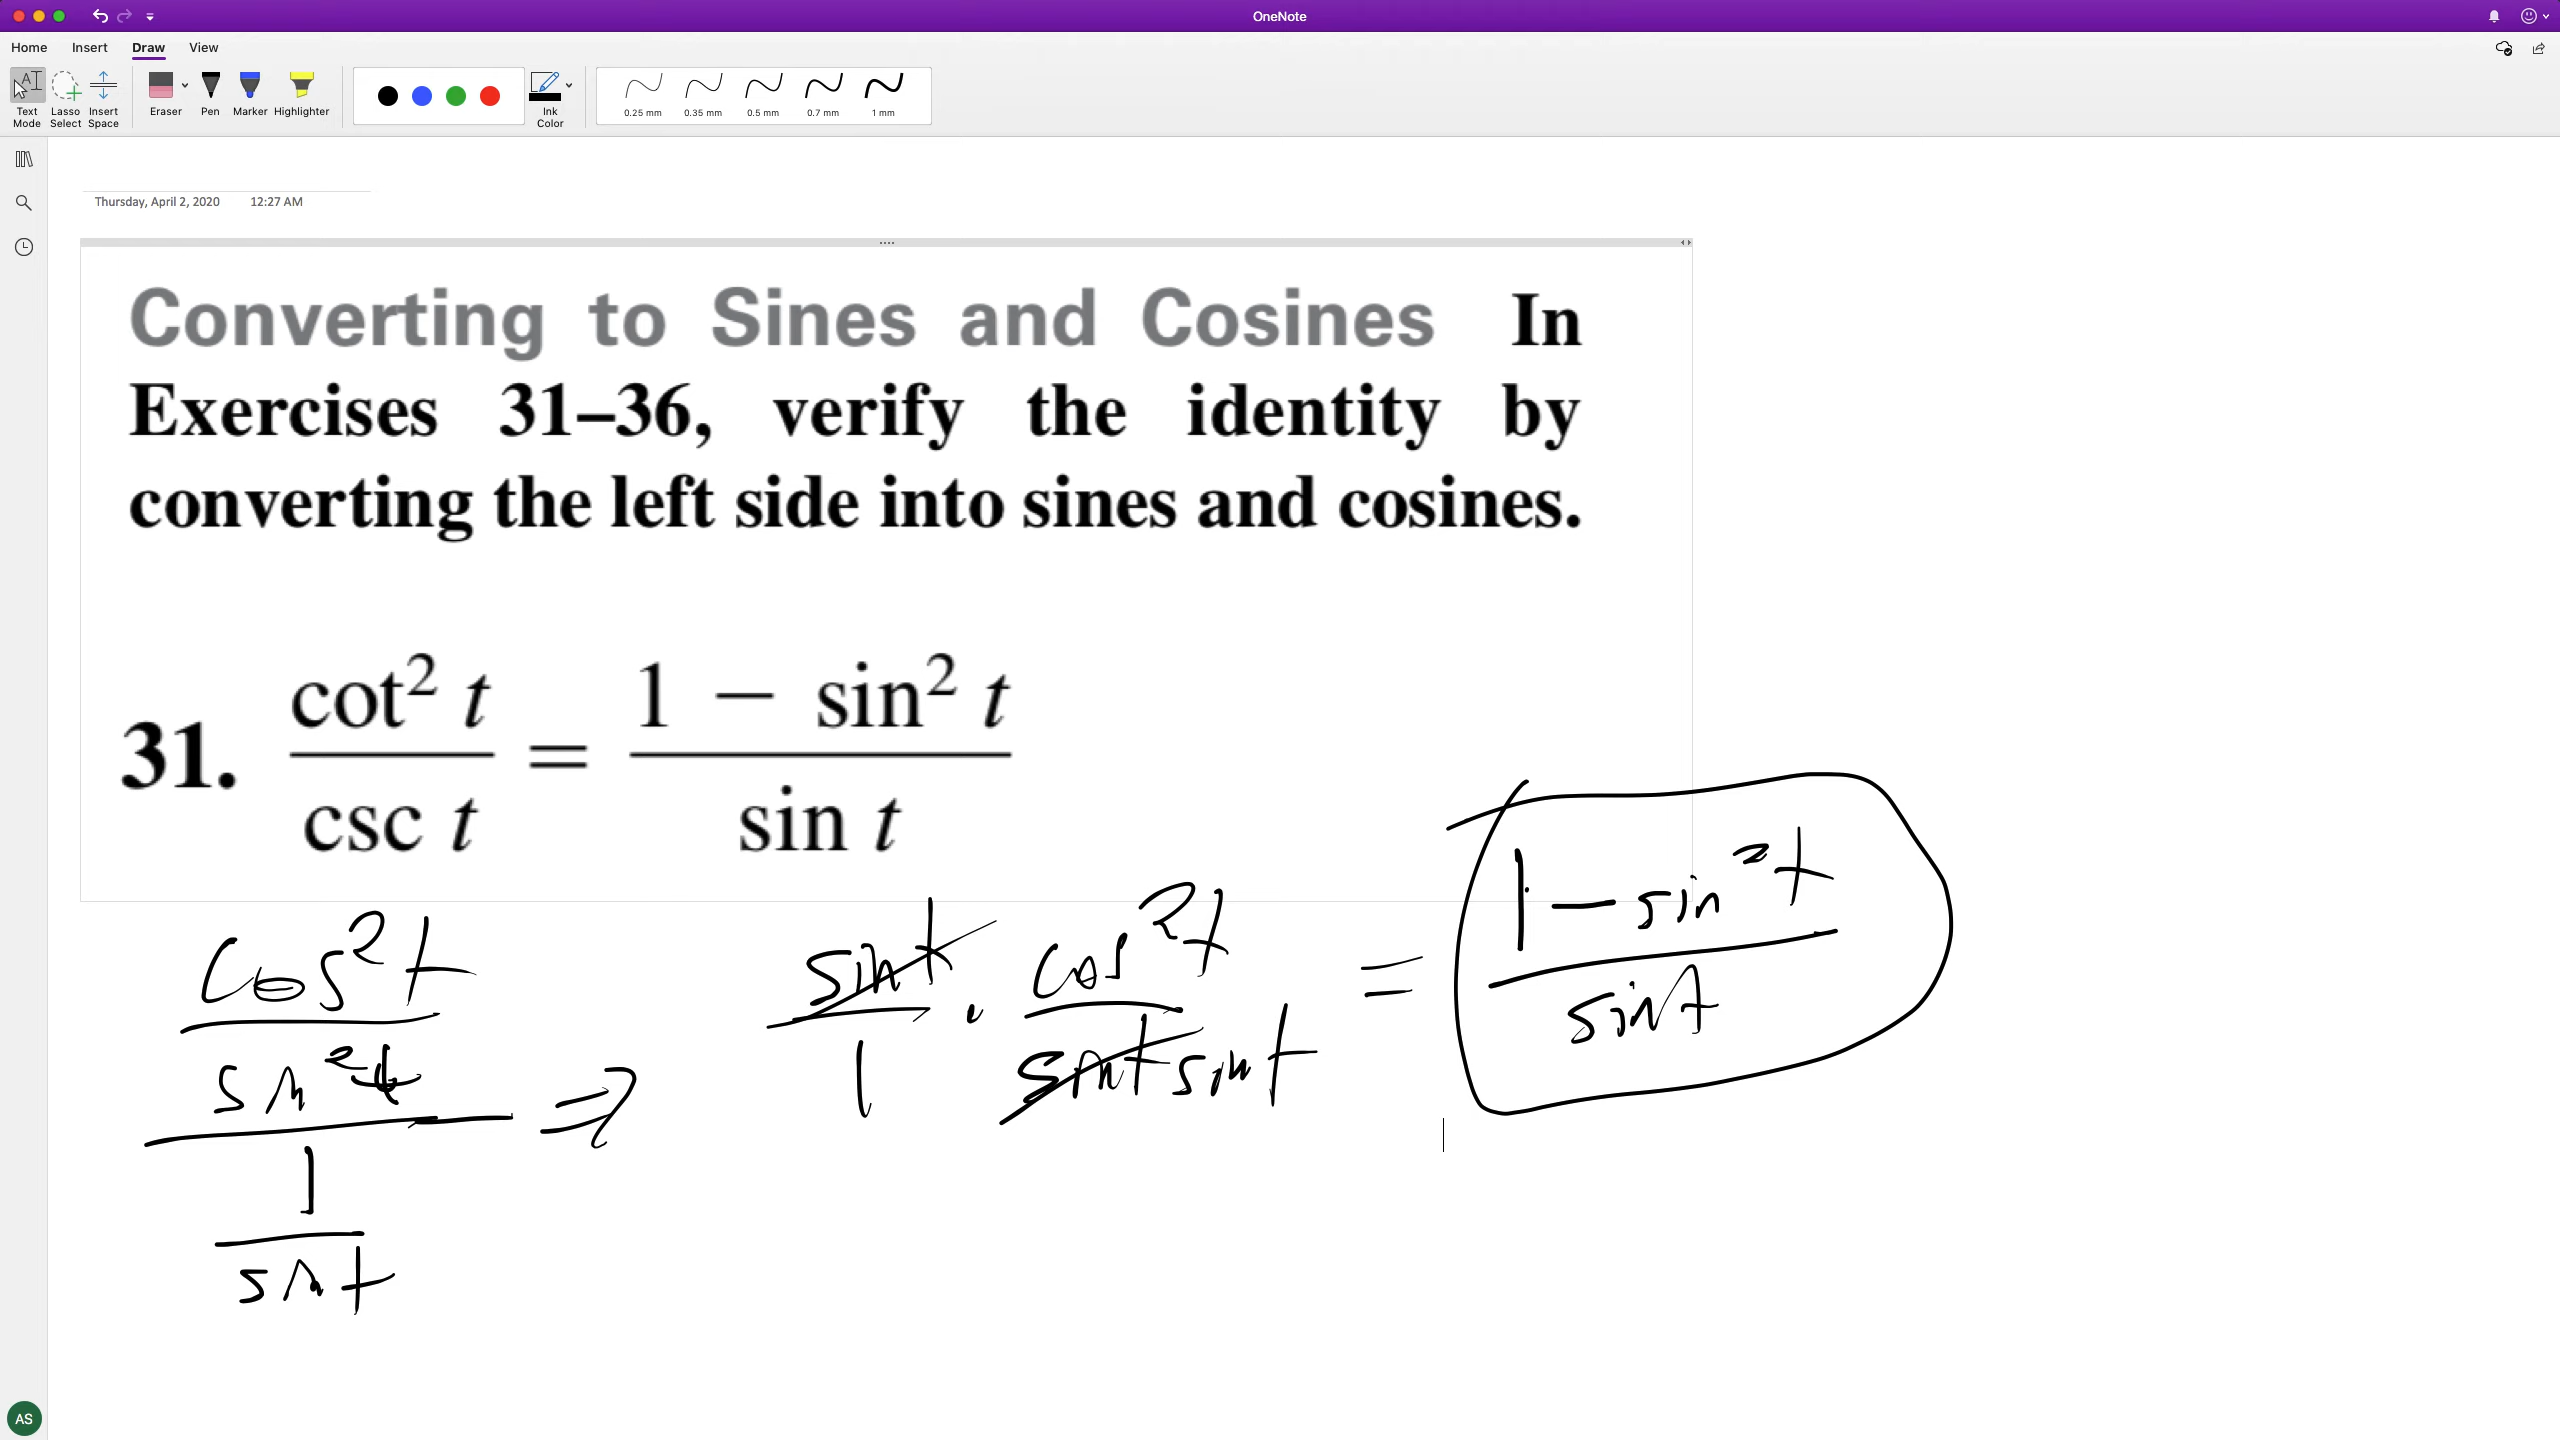 OneNote
Home Insert Draw View
Text Mode Lasso Select Insert Space Eraser Pen Marker Highlighter Ink Color 0.25 mm 0.35 mm 0.5 mm 0.7 mm 1 mm
Thursday, April 2, 2020 12:27 AM
Converting to Sines and Cosines In
Exercises 31–36, verify the identity by
converting the left side into sines and cosines.
31. cot² t / csc t = 1 − sin² t / sin t
cos² t / sin² t / 1 / sin t ⇒ sin t / 1 · cos² t / sin t sin t = 1 − sin² t / sin t
AS